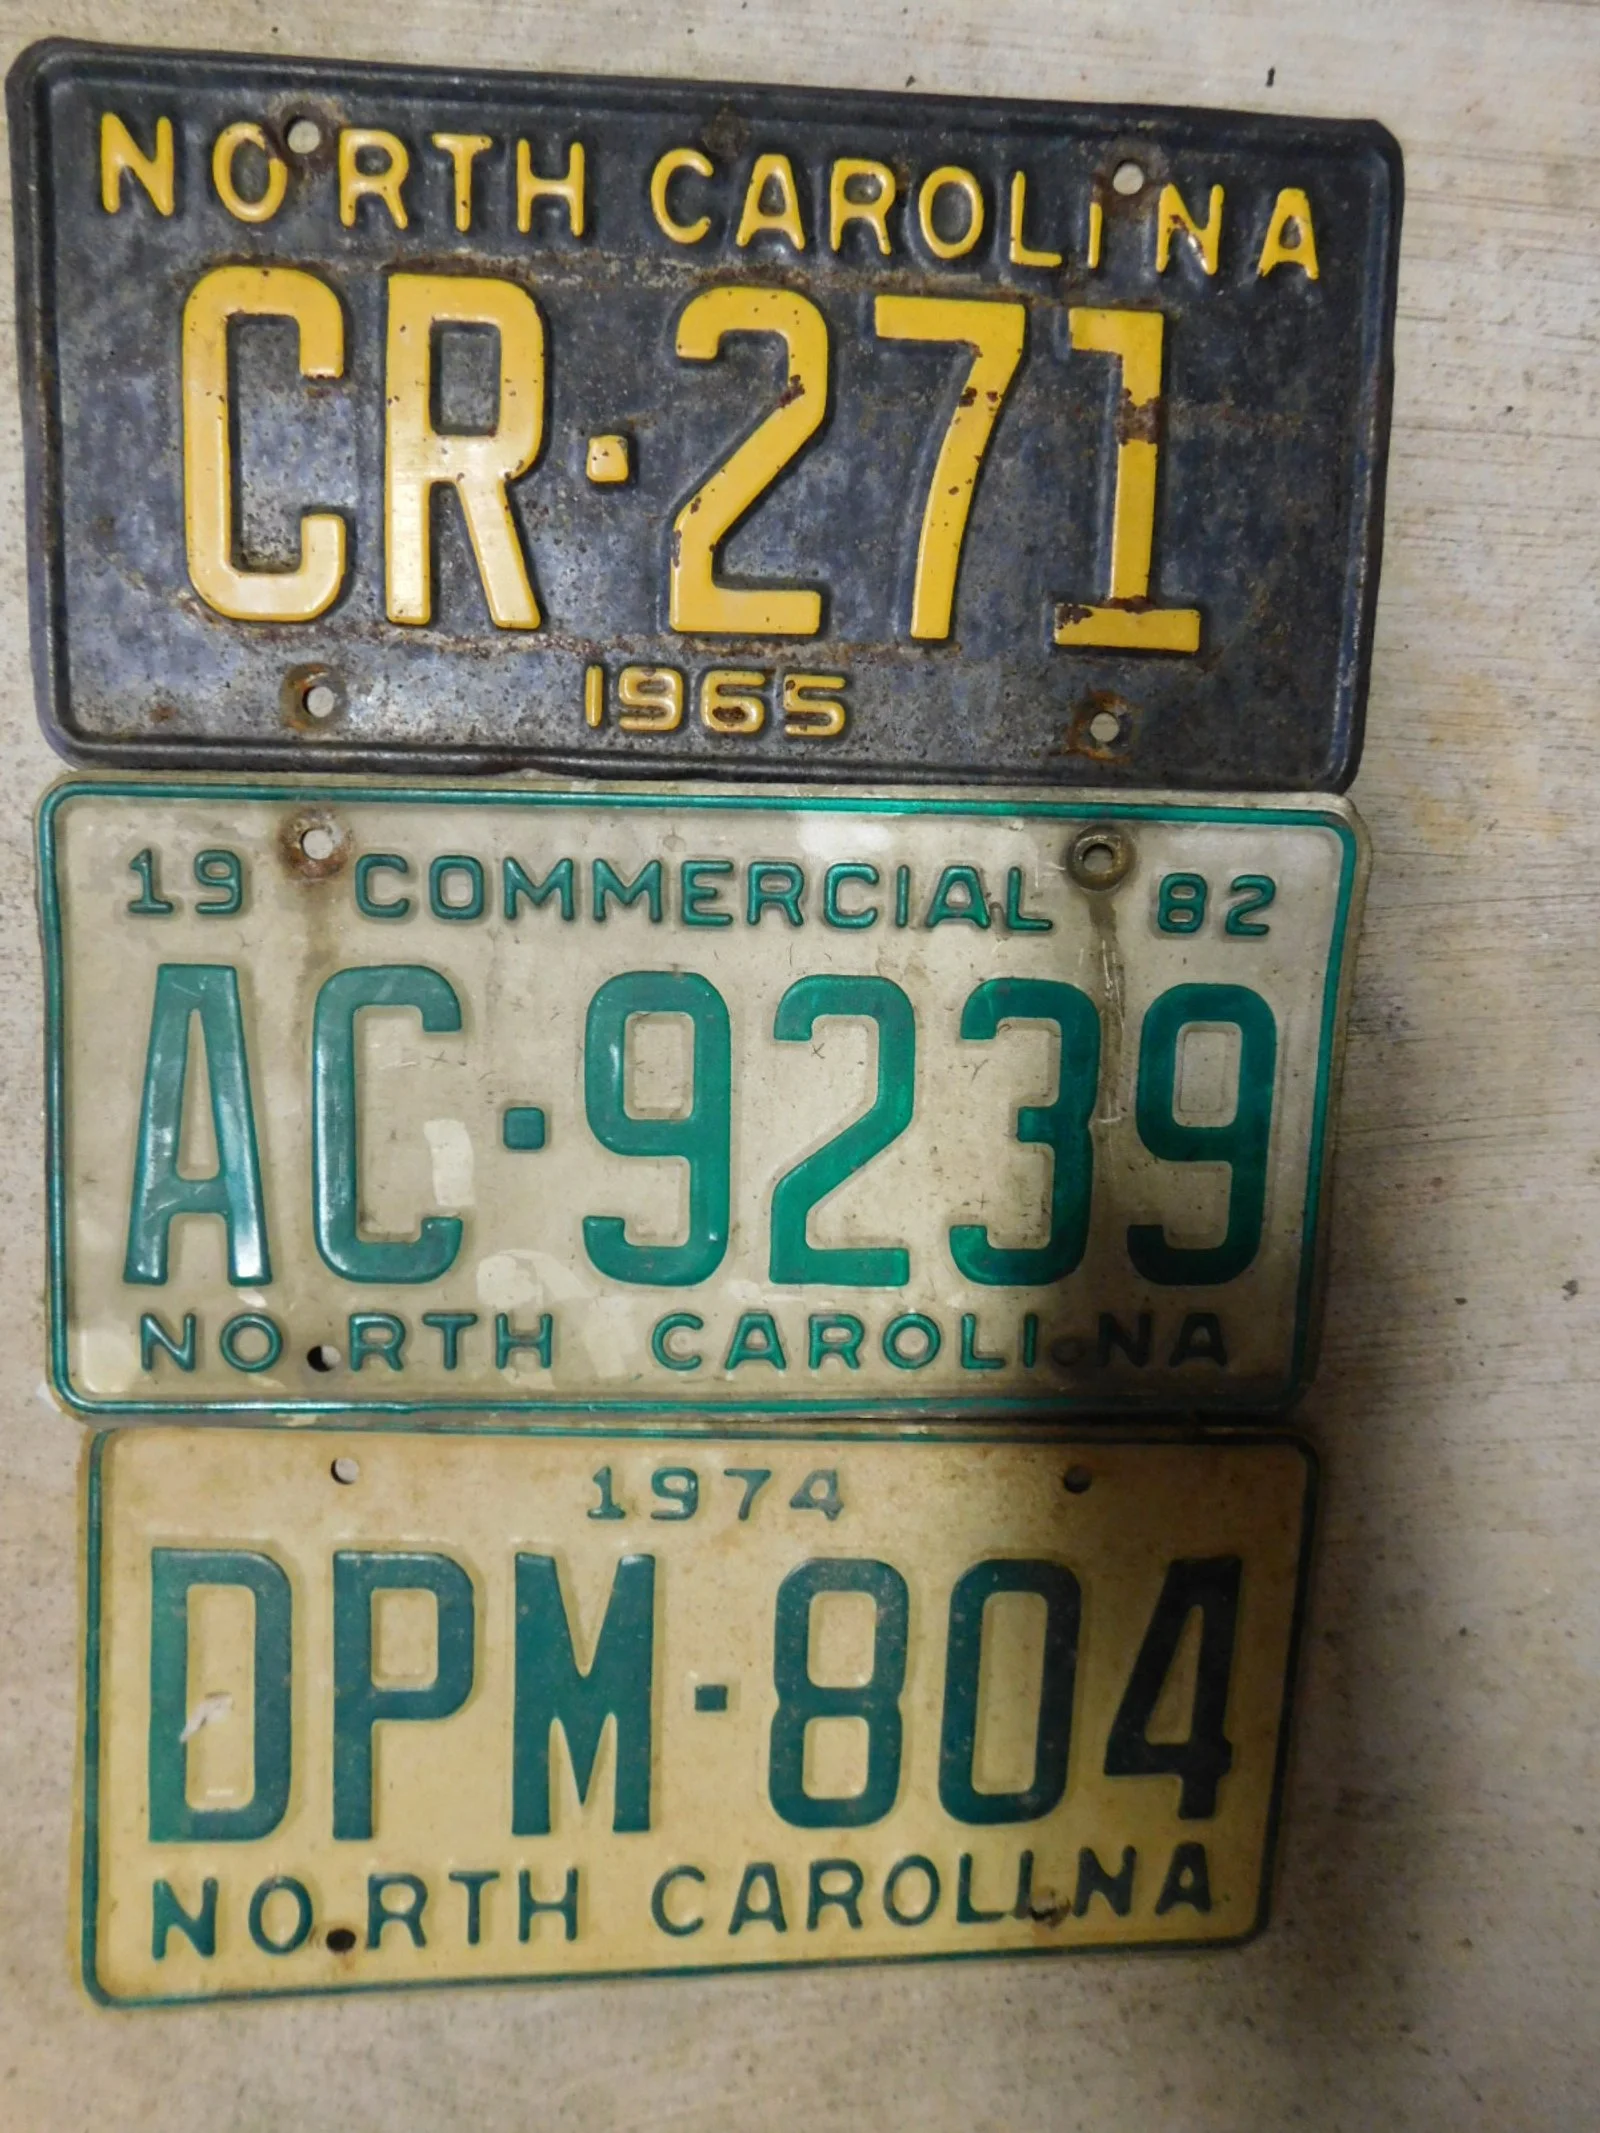 NORTH CAROLINA
CR·271
1965
19 COMMERCIAL 82
AC·9239
NORTH CAROLINA
1974
DPM·804
NORTH CAROLINA